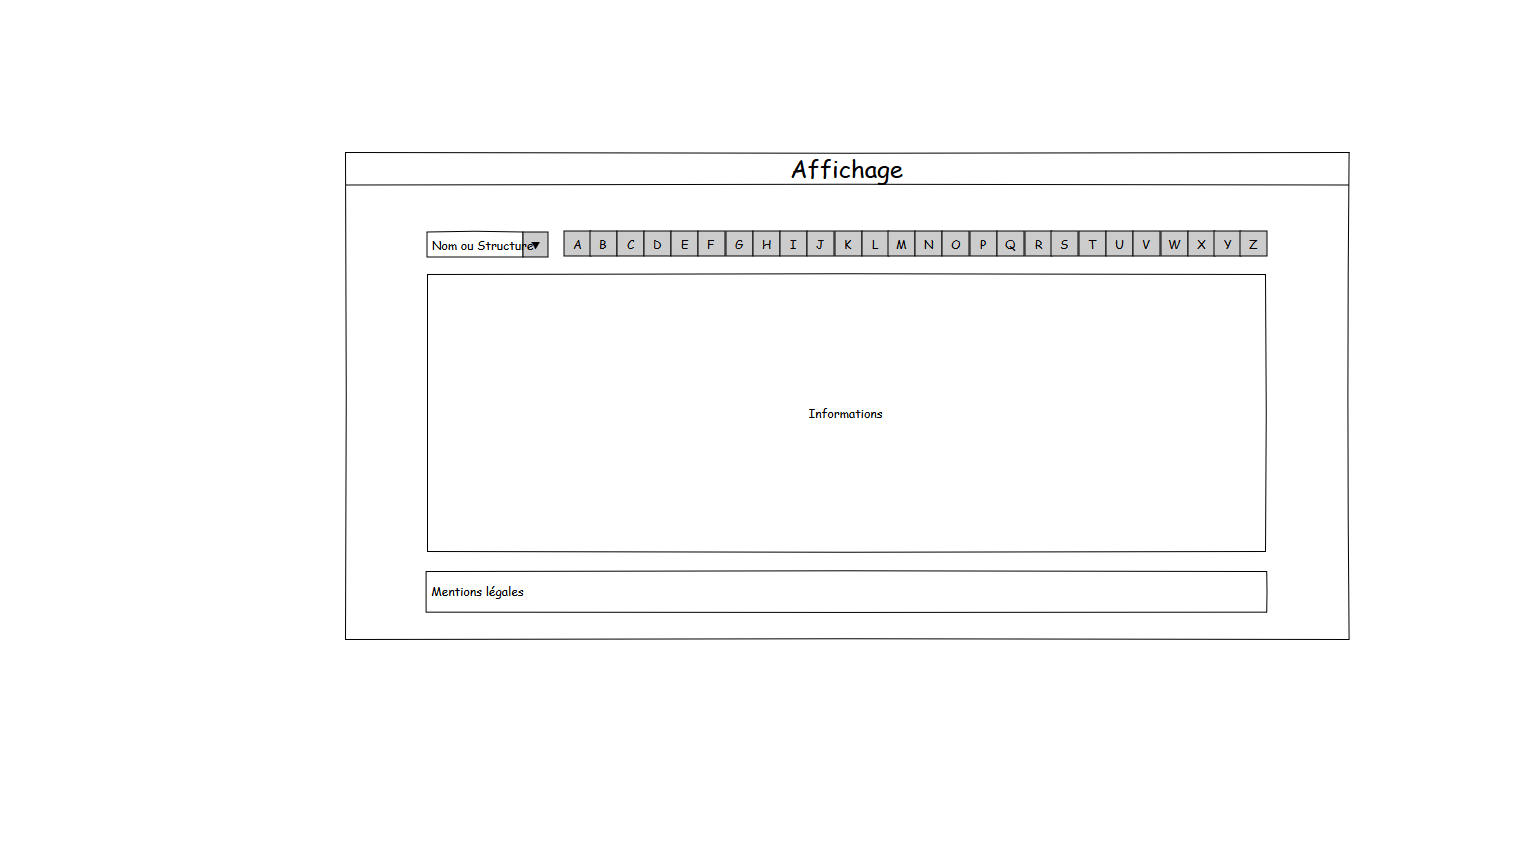 Affichage
Nom ou Structure A B C D E F G H I J K L M N O P Q R S T U V W X Y Z
Informations
Mentions légales